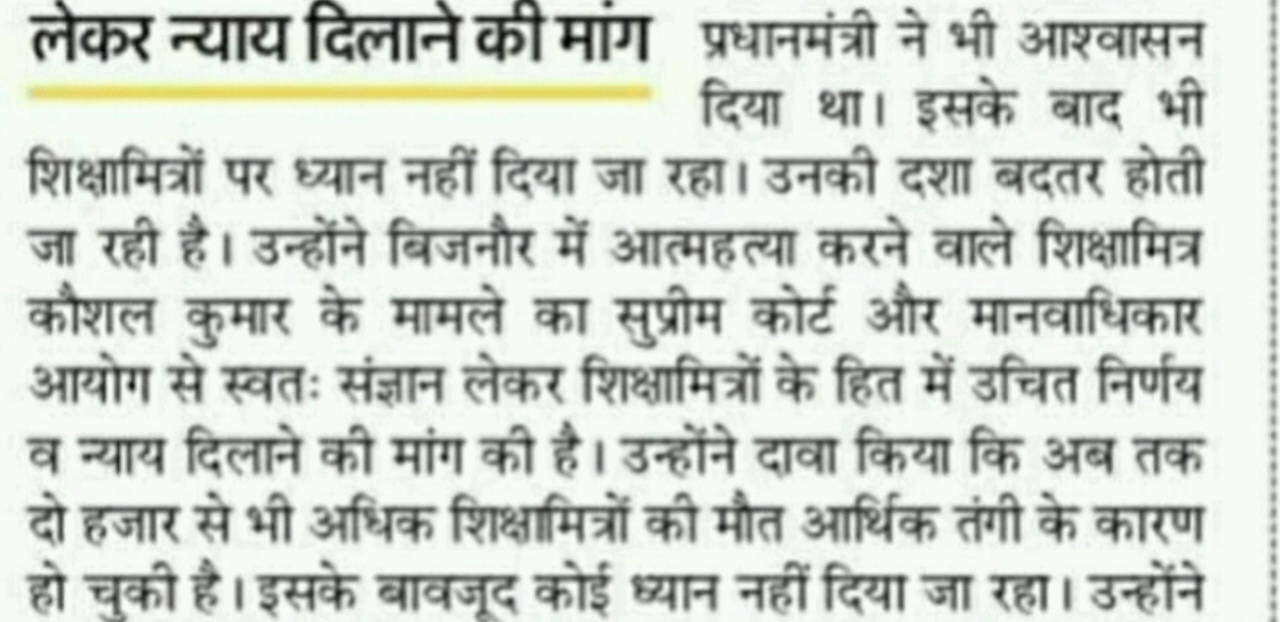 लेकर न्याय दिलाने की मांग
प्रधानमंत्री ने भी आश्वासन
दिया था। इसके बाद भी
शिक्षामित्रों पर ध्यान नहीं दिया जा रहा। उनकी दशा बदतर होती
जा रही है। उन्होंने बिजनौर में आत्महत्या करने वाले शिक्षामित्र
कौशल कुमार के मामले का सुप्रीम कोर्ट और मानवाधिकार
आयोग से स्वतः संज्ञान लेकर शिक्षामित्रों के हित में उचित निर्णय
व न्याय दिलाने की मांग की है। उन्होंने दावा किया कि अब तक
दो हजार से भी अधिक शिक्षामित्रों की मौत आर्थिक तंगी के कारण
हो चुकी है। इसके बावजूद कोई ध्यान नहीं दिया जा रहा। उन्होंने